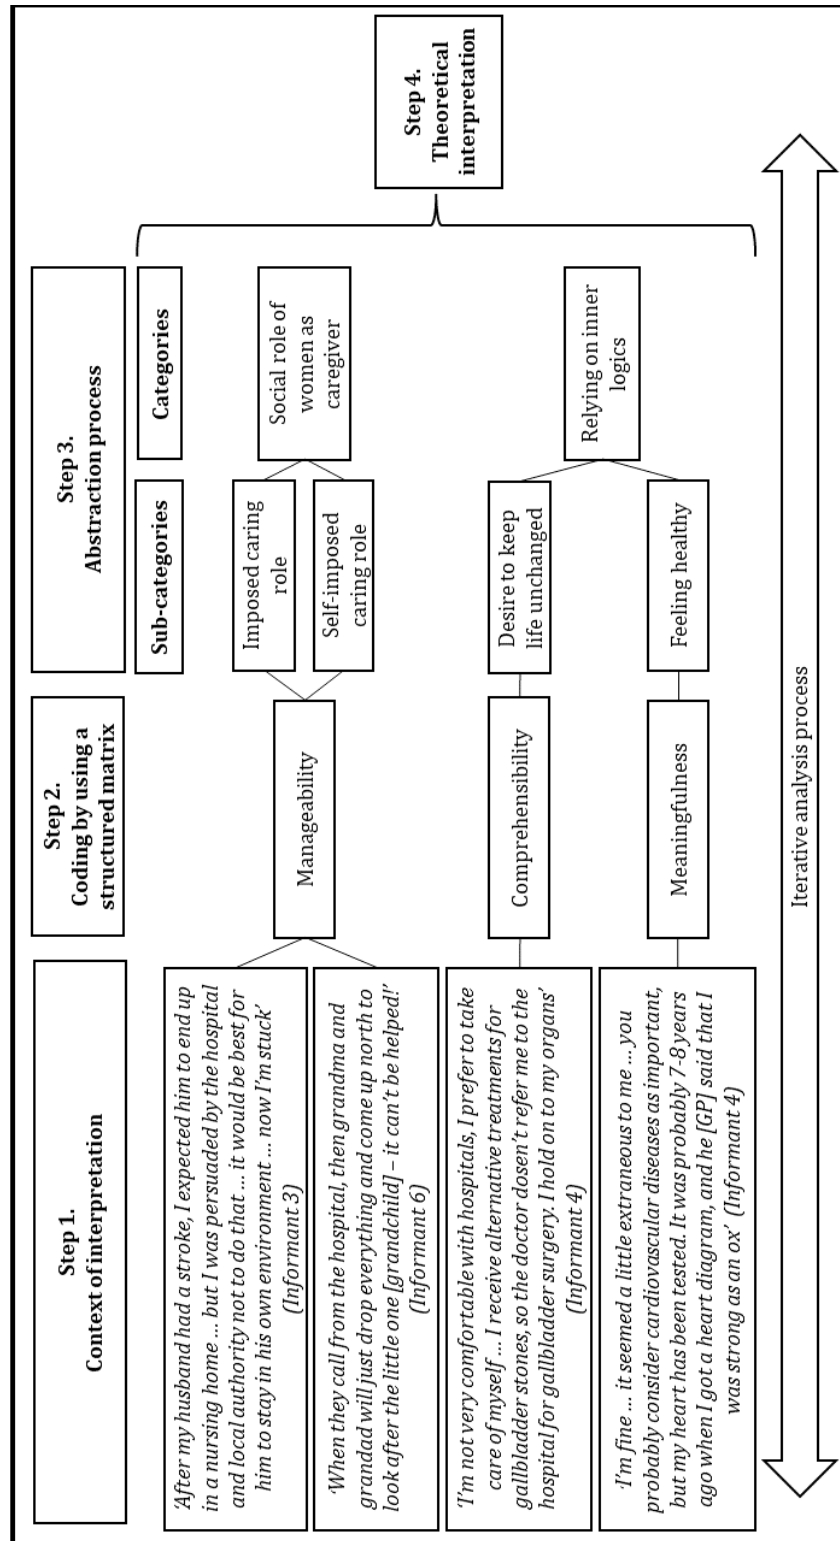 Step 1.
Context of interpretation
Step 2.
Coding by using a
structured matrix
Step 3.
Abstraction process
Sub-categories
Categories
Step 4.
Theoretical
interpretation
‘After my husband had a stroke, I expected him to end up
in a nursing home … but I was persuaded by the hospital
and local authority not to do that … it would be best for
him to stay in his own environment … now I’m stuck’
(Informant 3)
‘When they call from the hospital, then grandma and
grandad will just drop everything and come up north to
look after the little one [grandchild] – it can’t be helped!’
(Informant 6)
Manageability
Imposed caring
role
Self-imposed
caring role
Social role of
women as
caregiver
‘I’m not very comfortable with hospitals, I prefer to take
care of myself … I receive alternative treatments for
gallbladder stones, so the doctor dosen’t refer me to the
hospital for gallbladder surgery. I hold on to my organs’
(Informant 4)
Comprehensibility
Desire to keep
life unchanged
‘I’m fine … it seemed a little extraneous to me … you
probably consider cardiovascular diseases as important,
but my heart has been tested. It was probably 7-8 years
ago when I got a heart diagram, and he [GP] said that I
was strong as an ox’ (Informant 4)
Meaningfulness
Feeling healthy
Relying on inner
logics
Iterative analysis process